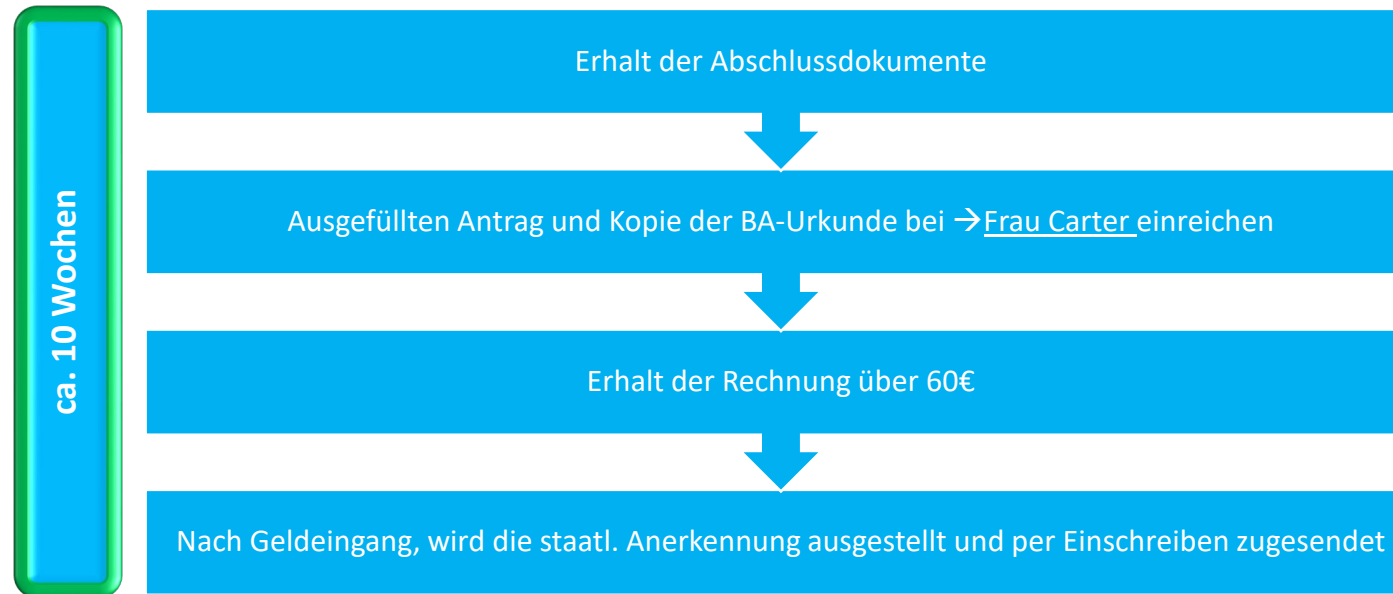 ca. 10 Wochen
Erhalt der Abschlussdokumente
Ausgefüllten Antrag und Kopie der BA-Urkunde bei →Frau Carter einreichen
Erhalt der Rechnung über 60€
Nach Geldeingang, wird die staatl. Anerkennung ausgestellt und per Einschreiben zugesendet